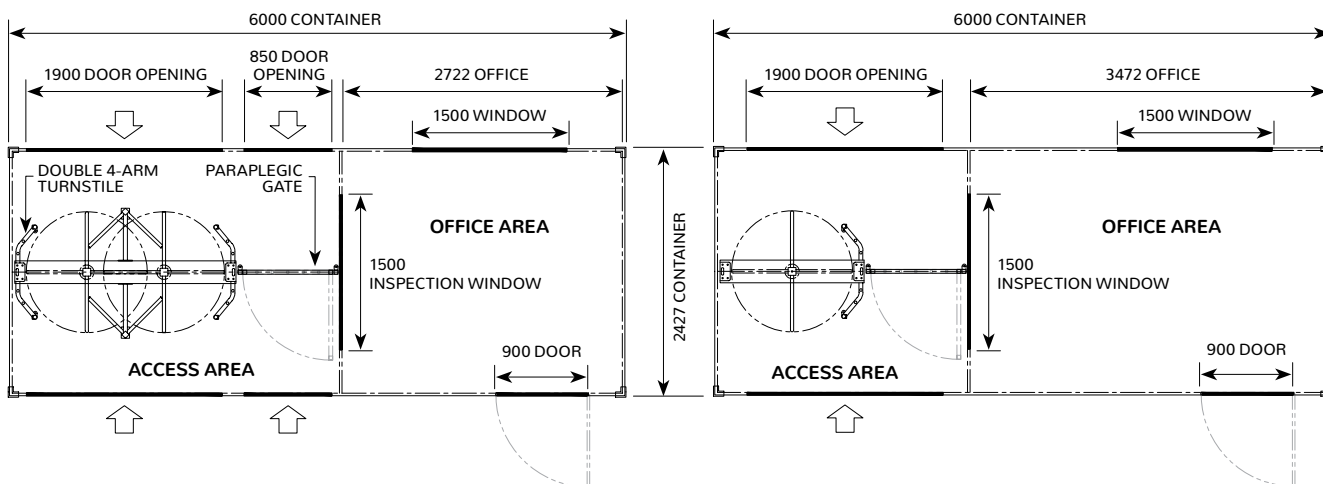 6000 CONTAINER
850 DOOR
OPENING
1900 DOOR OPENING
2722 OFFICE
1500 WINDOW
DOUBLE 4-ARM
TURNSTILE
PARAPLEGIC
GATE
OFFICE AREA
1500
INSPECTION WINDOW
ACCESS AREA
900 DOOR
2427 CONTAINER
6000 CONTAINER
1900 DOOR OPENING
3472 OFFICE
1500 WINDOW
OFFICE AREA
1500
INSPECTION WINDOW
ACCESS AREA
900 DOOR